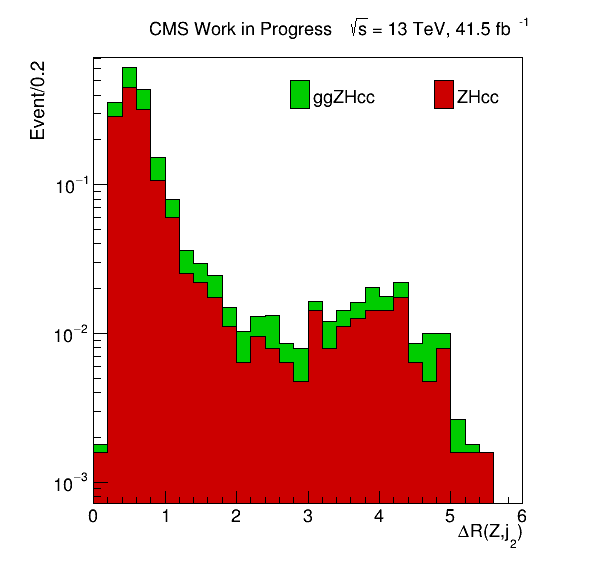 CMS Work in Progress √s = 13 TeV, 41.5 fb⁻¹
Event/0.2
ggZHcc ZHcc
10⁻¹
10⁻²
10⁻³
0 1 2 3 4 5 6
ΔR(Z,j₂)